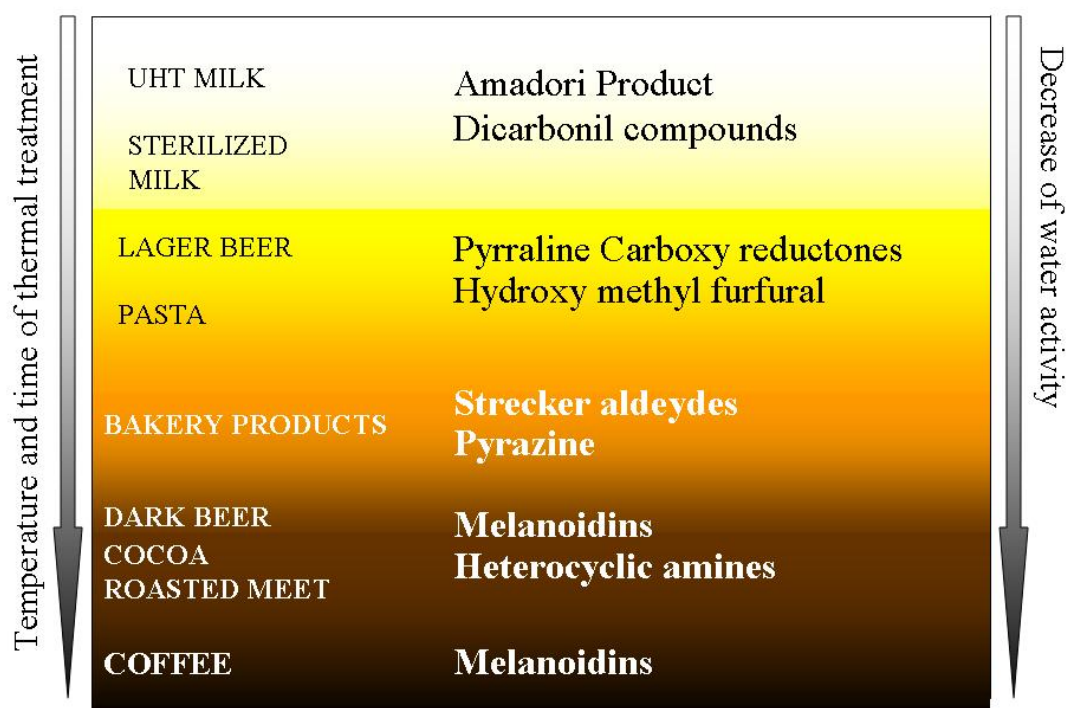 Temperature and time of thermal treatment
UHT MILK
Amadori Product
Dicarbonil compounds
STERILIZED
MILK
LAGER BEER
Pyrraline Carboxy reductones
Hydroxy methyl furfural
PASTA
BAKERY PRODUCTS
Strecker aldeydes
Pyrazine
DARK BEER
COCOA
ROASTED MEET
Melanoidins
Heterocyclic amines
COFFEE
Melanoidins
Decrease of water activity